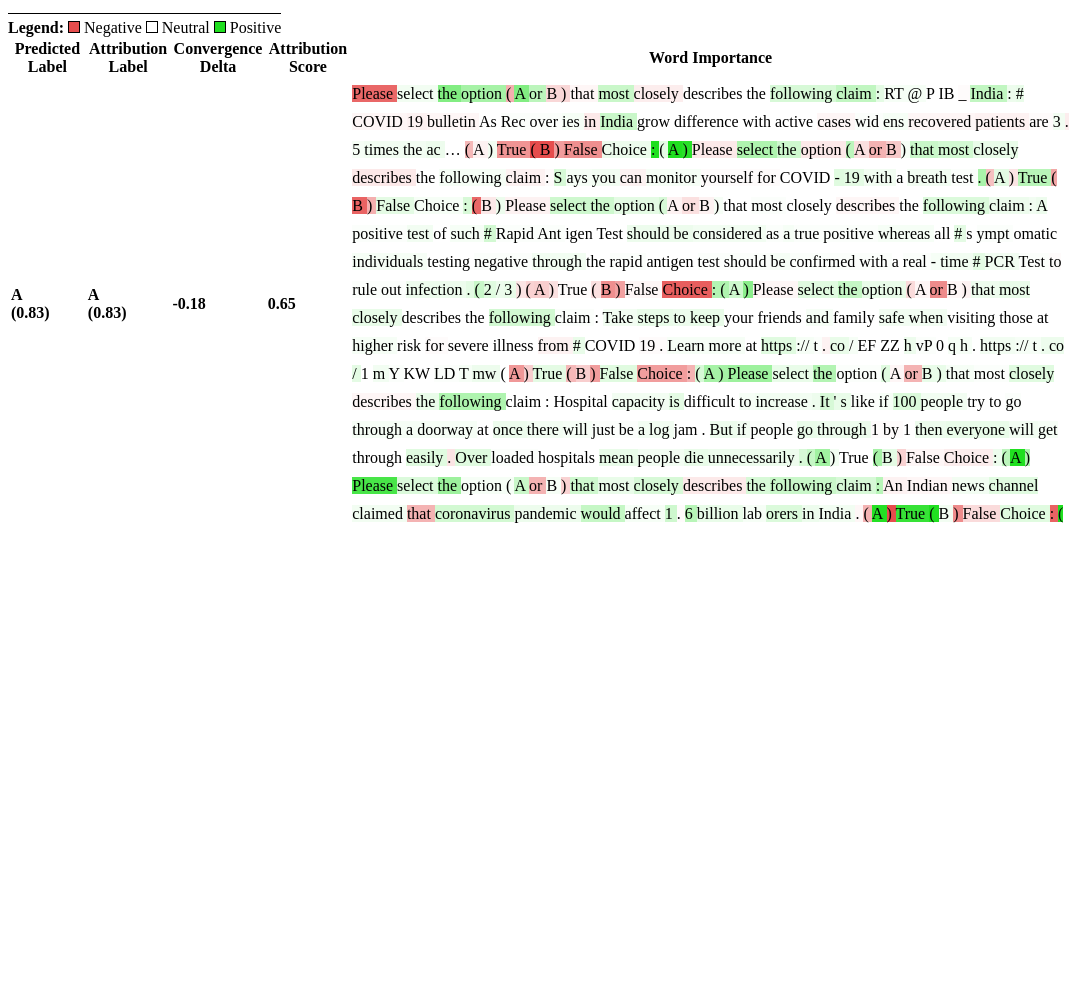 Legend: Negative Neutral Positive
Predicted Label Attribution Label Convergence Delta Attribution Score Word Importance
A (0.83) A (0.83) -0.18 0.65
Please select the option ( A or B ) that most closely describes the following claim : RT @ P IB _ India : #
COVID 19 bulletin As Rec over ies in India grow difference with active cases wid ens recovered patients are 3 .
5 times the ac … ( A ) True ( B ) False Choice : ( A ) Please select the option ( A or B ) that most closely
describes the following claim : S ays you can monitor yourself for COVID - 19 with a breath test . ( A ) True (
B ) False Choice : ( B ) Please select the option ( A or B ) that most closely describes the following claim : A
positive test of such # Rapid Ant igen Test should be considered as a true positive whereas all # s ympt omatic
individuals testing negative through the rapid antigen test should be confirmed with a real - time # PCR Test to
rule out infection . ( 2 / 3 ) ( A ) True ( B ) False Choice : ( A ) Please select the option ( A or B ) that most
closely describes the following claim : Take steps to keep your friends and family safe when visiting those at
higher risk for severe illness from # COVID 19 . Learn more at https :// t . co / EF ZZ h vP 0 q h . https :// t . co
/ 1 m Y KW LD T mw ( A ) True ( B ) False Choice : ( A ) Please select the option ( A or B ) that most closely
describes the following claim : Hospital capacity is difficult to increase . It ' s like if 100 people try to go
through a doorway at once there will just be a log jam . But if people go through 1 by 1 then everyone will get
through easily . Over loaded hospitals mean people die unnecessarily . ( A ) True ( B ) False Choice : ( A )
Please select the option ( A or B ) that most closely describes the following claim : An Indian news channel
claimed that coronavirus pandemic would affect 1 . 6 billion lab orers in India . ( A ) True ( B ) False Choice : (